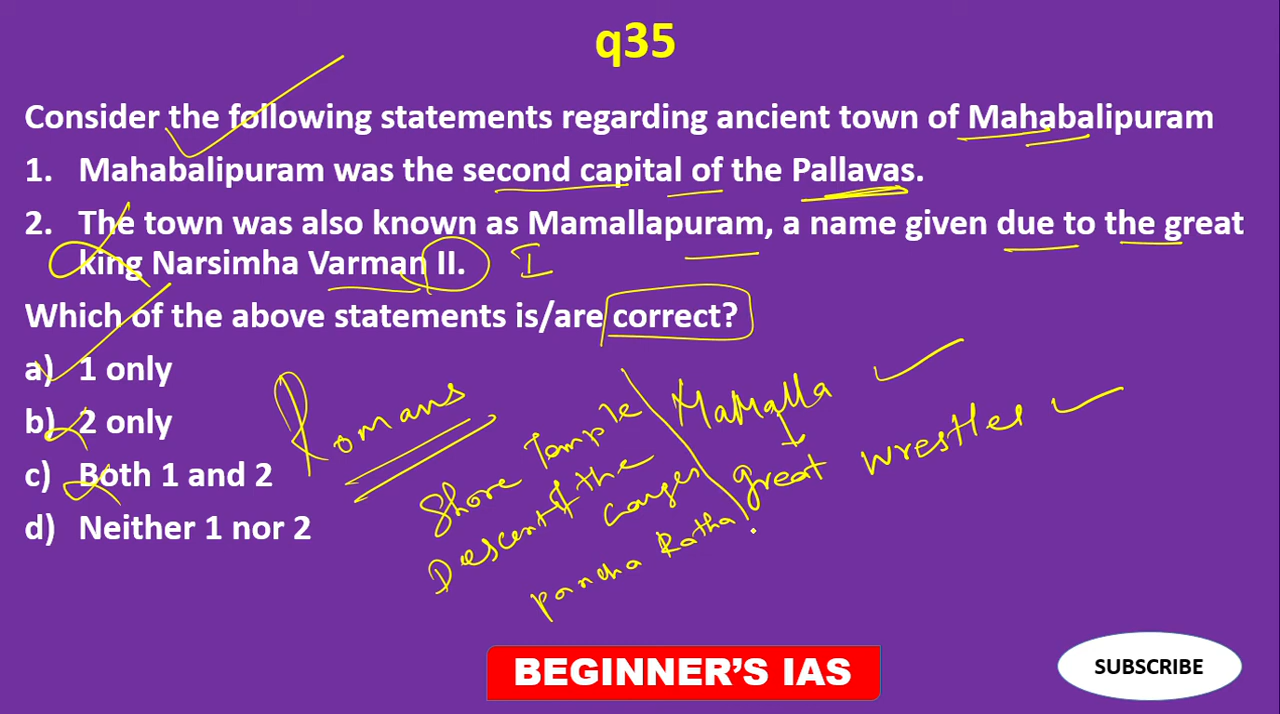 q35
Consider the following statements regarding ancient town of Mahabalipuram
1. Mahabalipuram was the second capital of the Pallavas.
2. The town was also known as Mamallapuram, a name given due to the great
king Narsimha Varman II. I
Which of the above statements is/are correct?
a) 1 only
b) 2 only
c) Both 1 and 2
d) Neither 1 nor 2
Romans
Shore Temple
Descent of the
Ganges
pancha Ratha
MaMalla
great wrestler
BEGINNER'S IAS
SUBSCRIBE